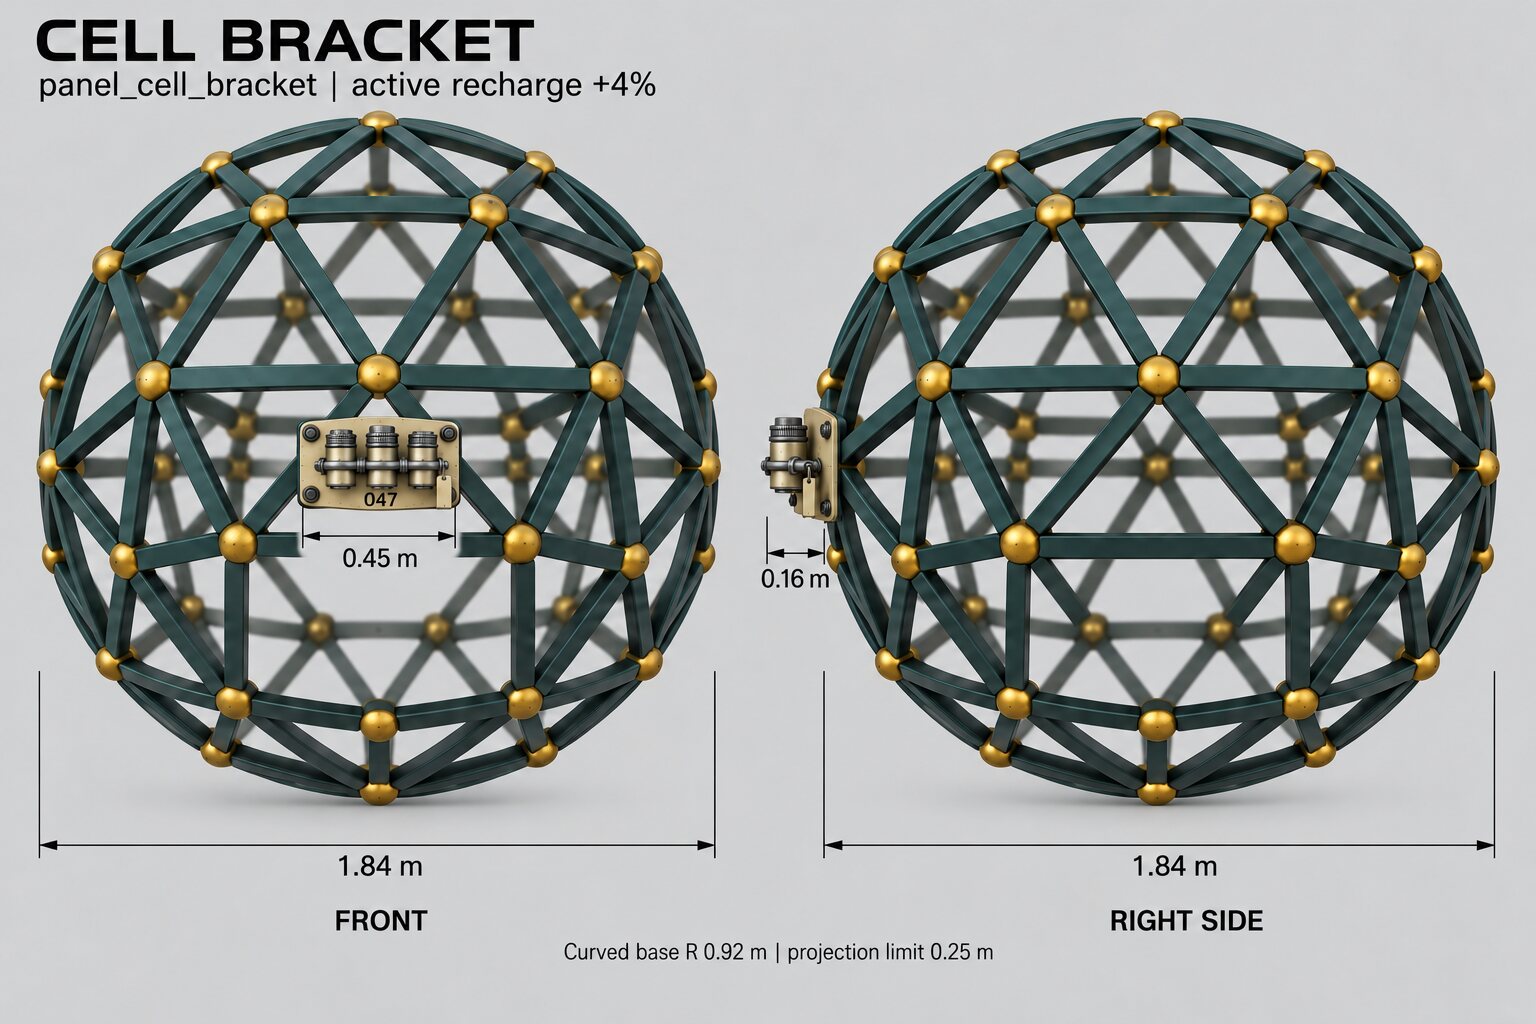 CELL BRACKET
panel_cell_bracket | active recharge +4%
047
0.45 m
0.16 m
1.84 m
1.84 m
FRONT
RIGHT SIDE
Curved base R 0.92 m | projection limit 0.25 m